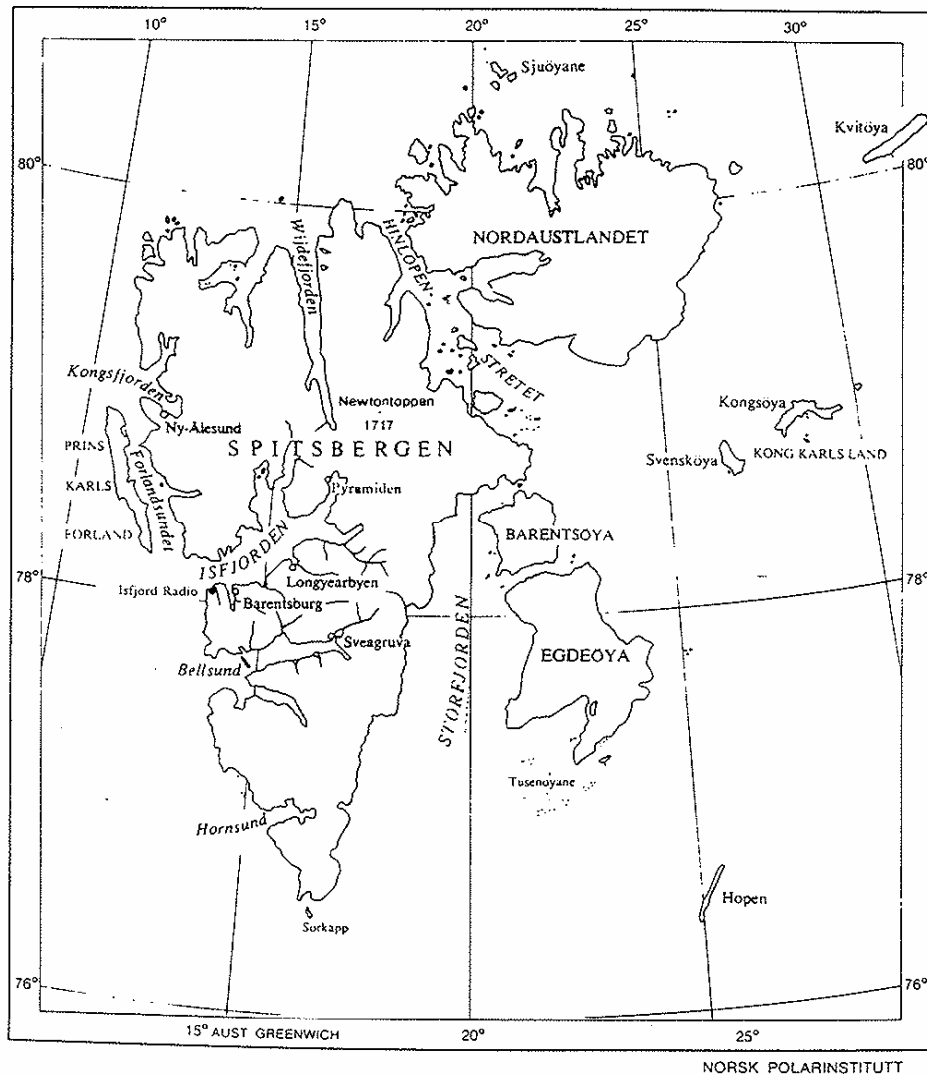 10°
15°
20°
25°
30°
Sjuöyane
Kvitöya
80°
80°
NORDAUSTLANDET
Wijdefjorden
HINLOPEN
STRETET
Kongsfjorden
Ny-Ålesund
Newtontoppen
1717
Kongsöya
SPITSBERGEN
Svensköya
KONG KARLS LAND
PRINS
KARLS
FORLAND
Forlandsundet
Pyramiden
BARENTSOYA
ISFJORDEN
78°
78°
Isfjord Radio
Longyearbyen
Barentsburg
Sveagruva
EGDEÖYA
Bellsund
STORFJORDEN
Tusenoyane
Hornsund
Hopen
Sorkapp
76°
76°
15° AUST GREENWICH
20°
25°
NORSK POLARINSTITUTT